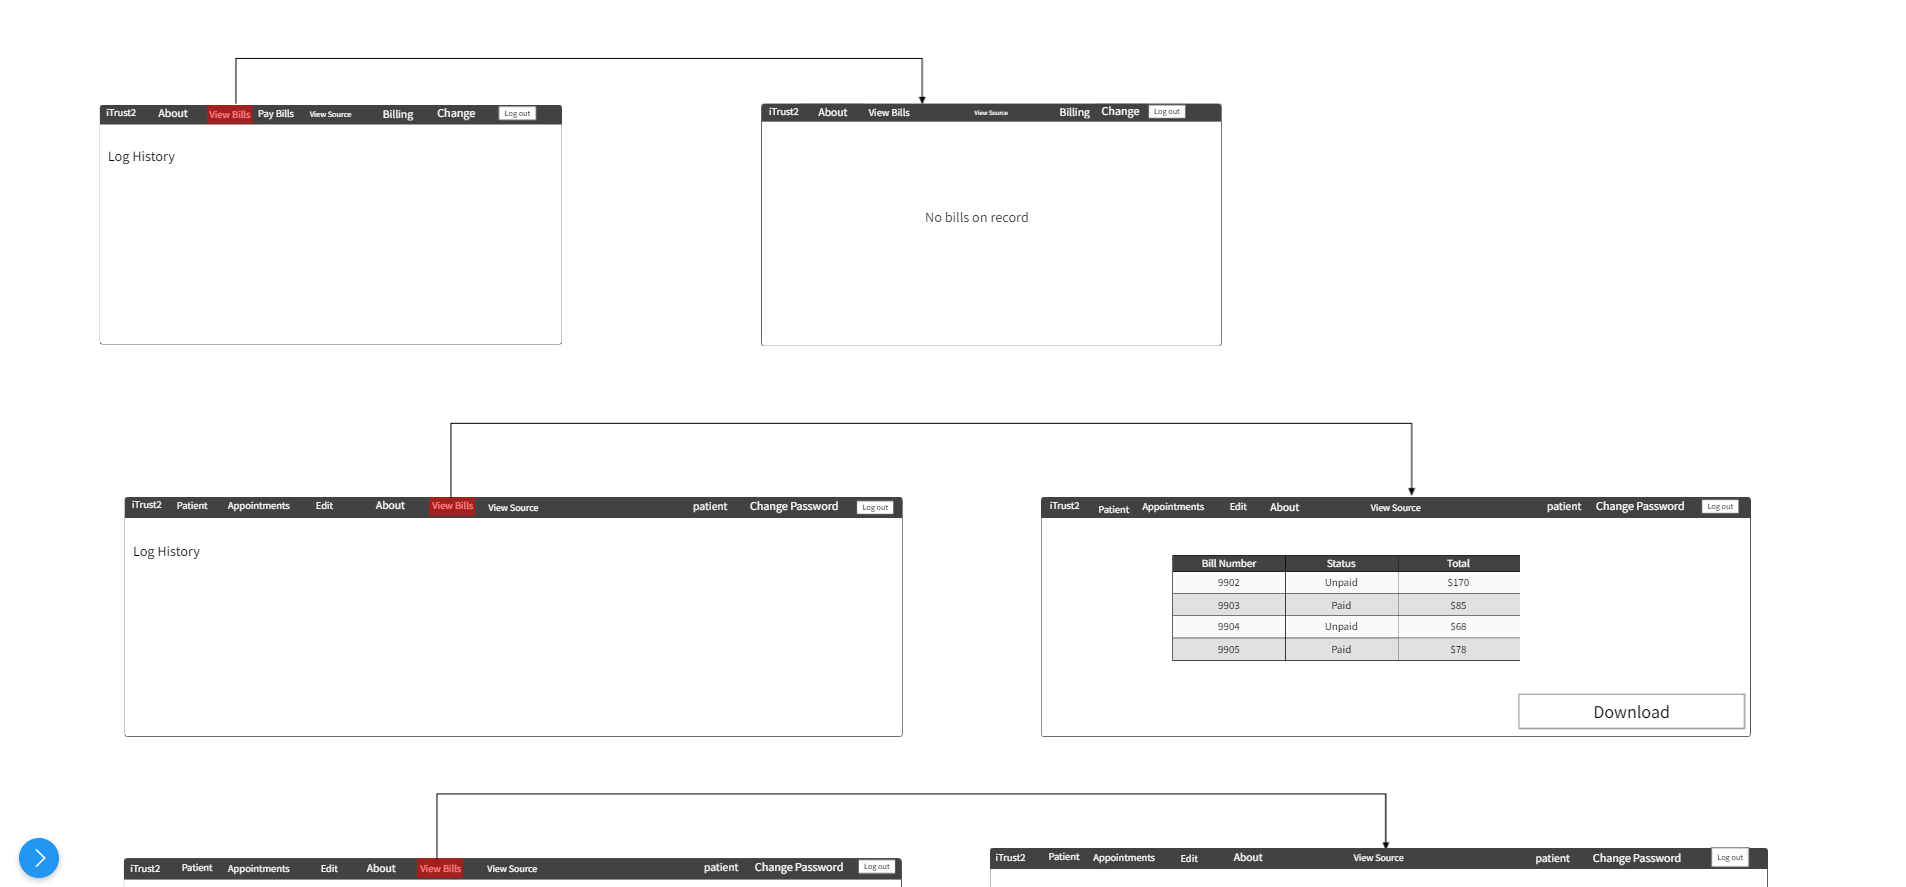 iTrust2 About View Bills Pay Bills View Source Billing Change Log out
Log History
iTrust2 About View Bills View Source Billing Change Log out
No bills on record
iTrust2 Patient Appointments Edit About View Bills View Source patient Change Password Log out
Log History
iTrust2 Patient Appointments Edit About View Source patient Change Password Log out
Bill Number Status Total
9902 Unpaid $170
9903 Paid $85
9904 Unpaid $68
9905 Paid $78
Download
iTrust2 Patient Appointments Edit About View Bills View Source patient Change Password Log out
iTrust2 Patient Appointments Edit About View Source patient Change Password Log out